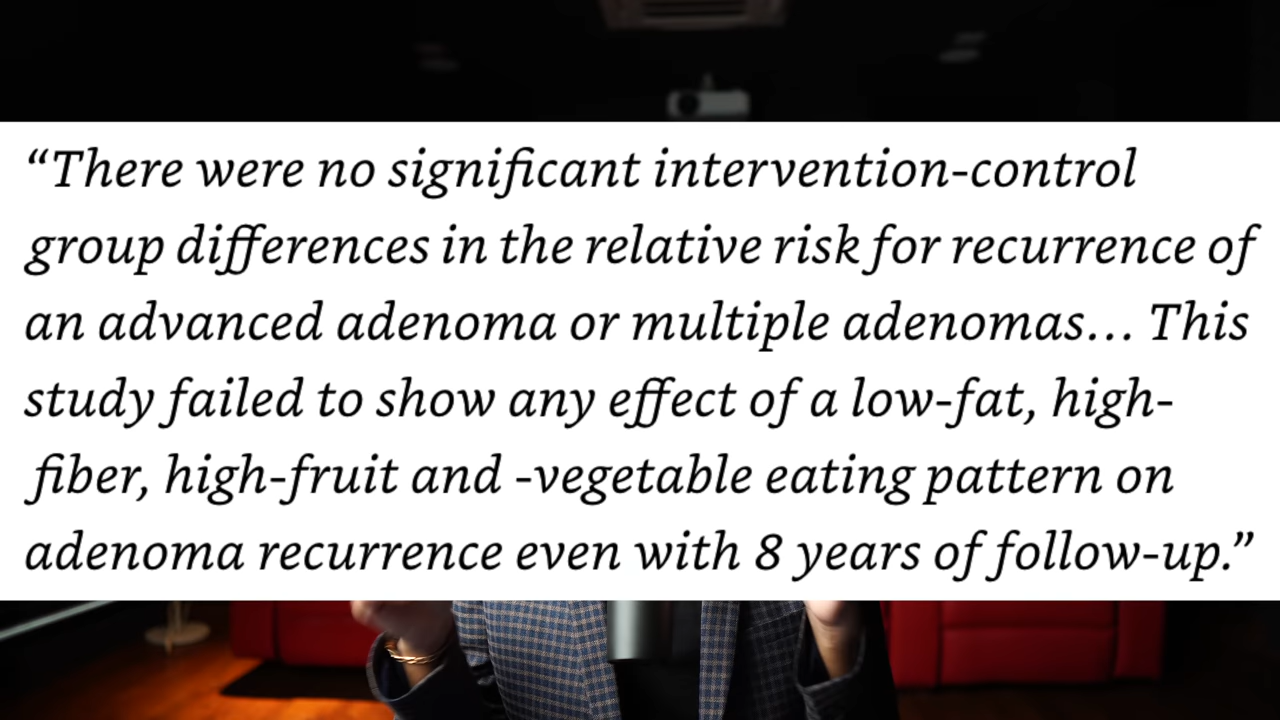 “There were no significant intervention-control
group differences in the relative risk for recurrence of
an advanced adenoma or multiple adenomas… This
study failed to show any effect of a low-fat, high-
fiber, high-fruit and -vegetable eating pattern on
adenoma recurrence even with 8 years of follow-up.”